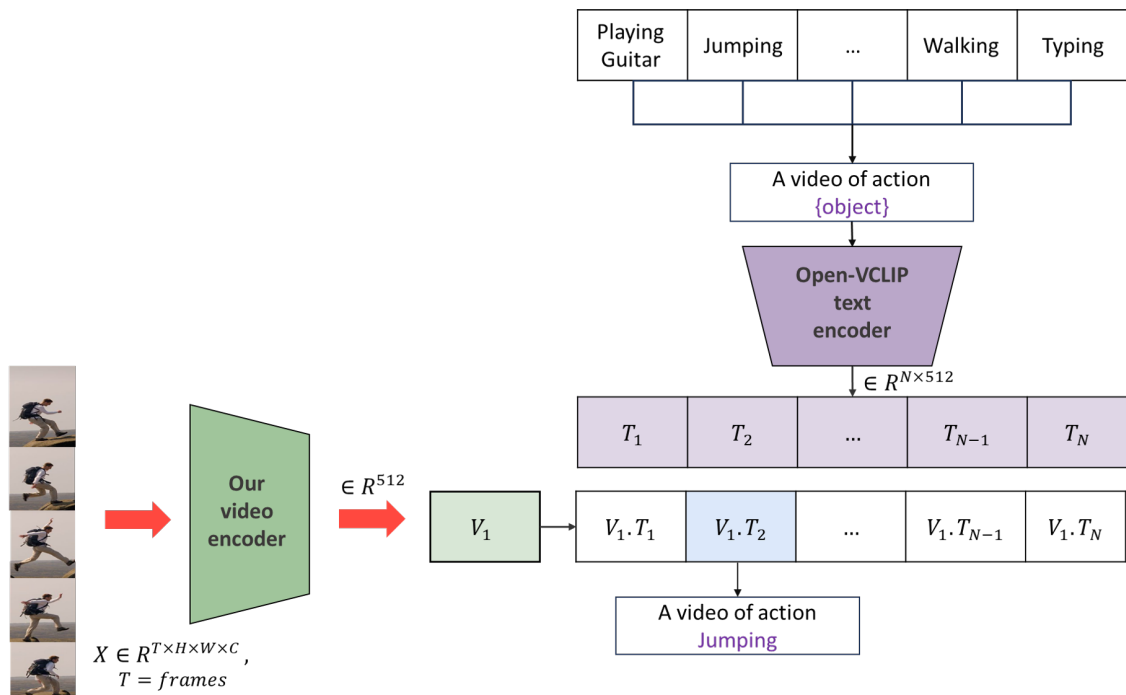 Playing
Guitar
Jumping
...
Walking
Typing
A video of action
{object}
Open-VCLIP
text
encoder
∈ R^{N×512}
T_1
T_2
...
T_{N-1}
T_N
Our
video
encoder
∈ R^{512}
V_1
V_1.T_1
V_1.T_2
...
V_1.T_{N-1}
V_1.T_N
A video of action
Jumping
X ∈ R^{T×H×W×C} ,
T = frames